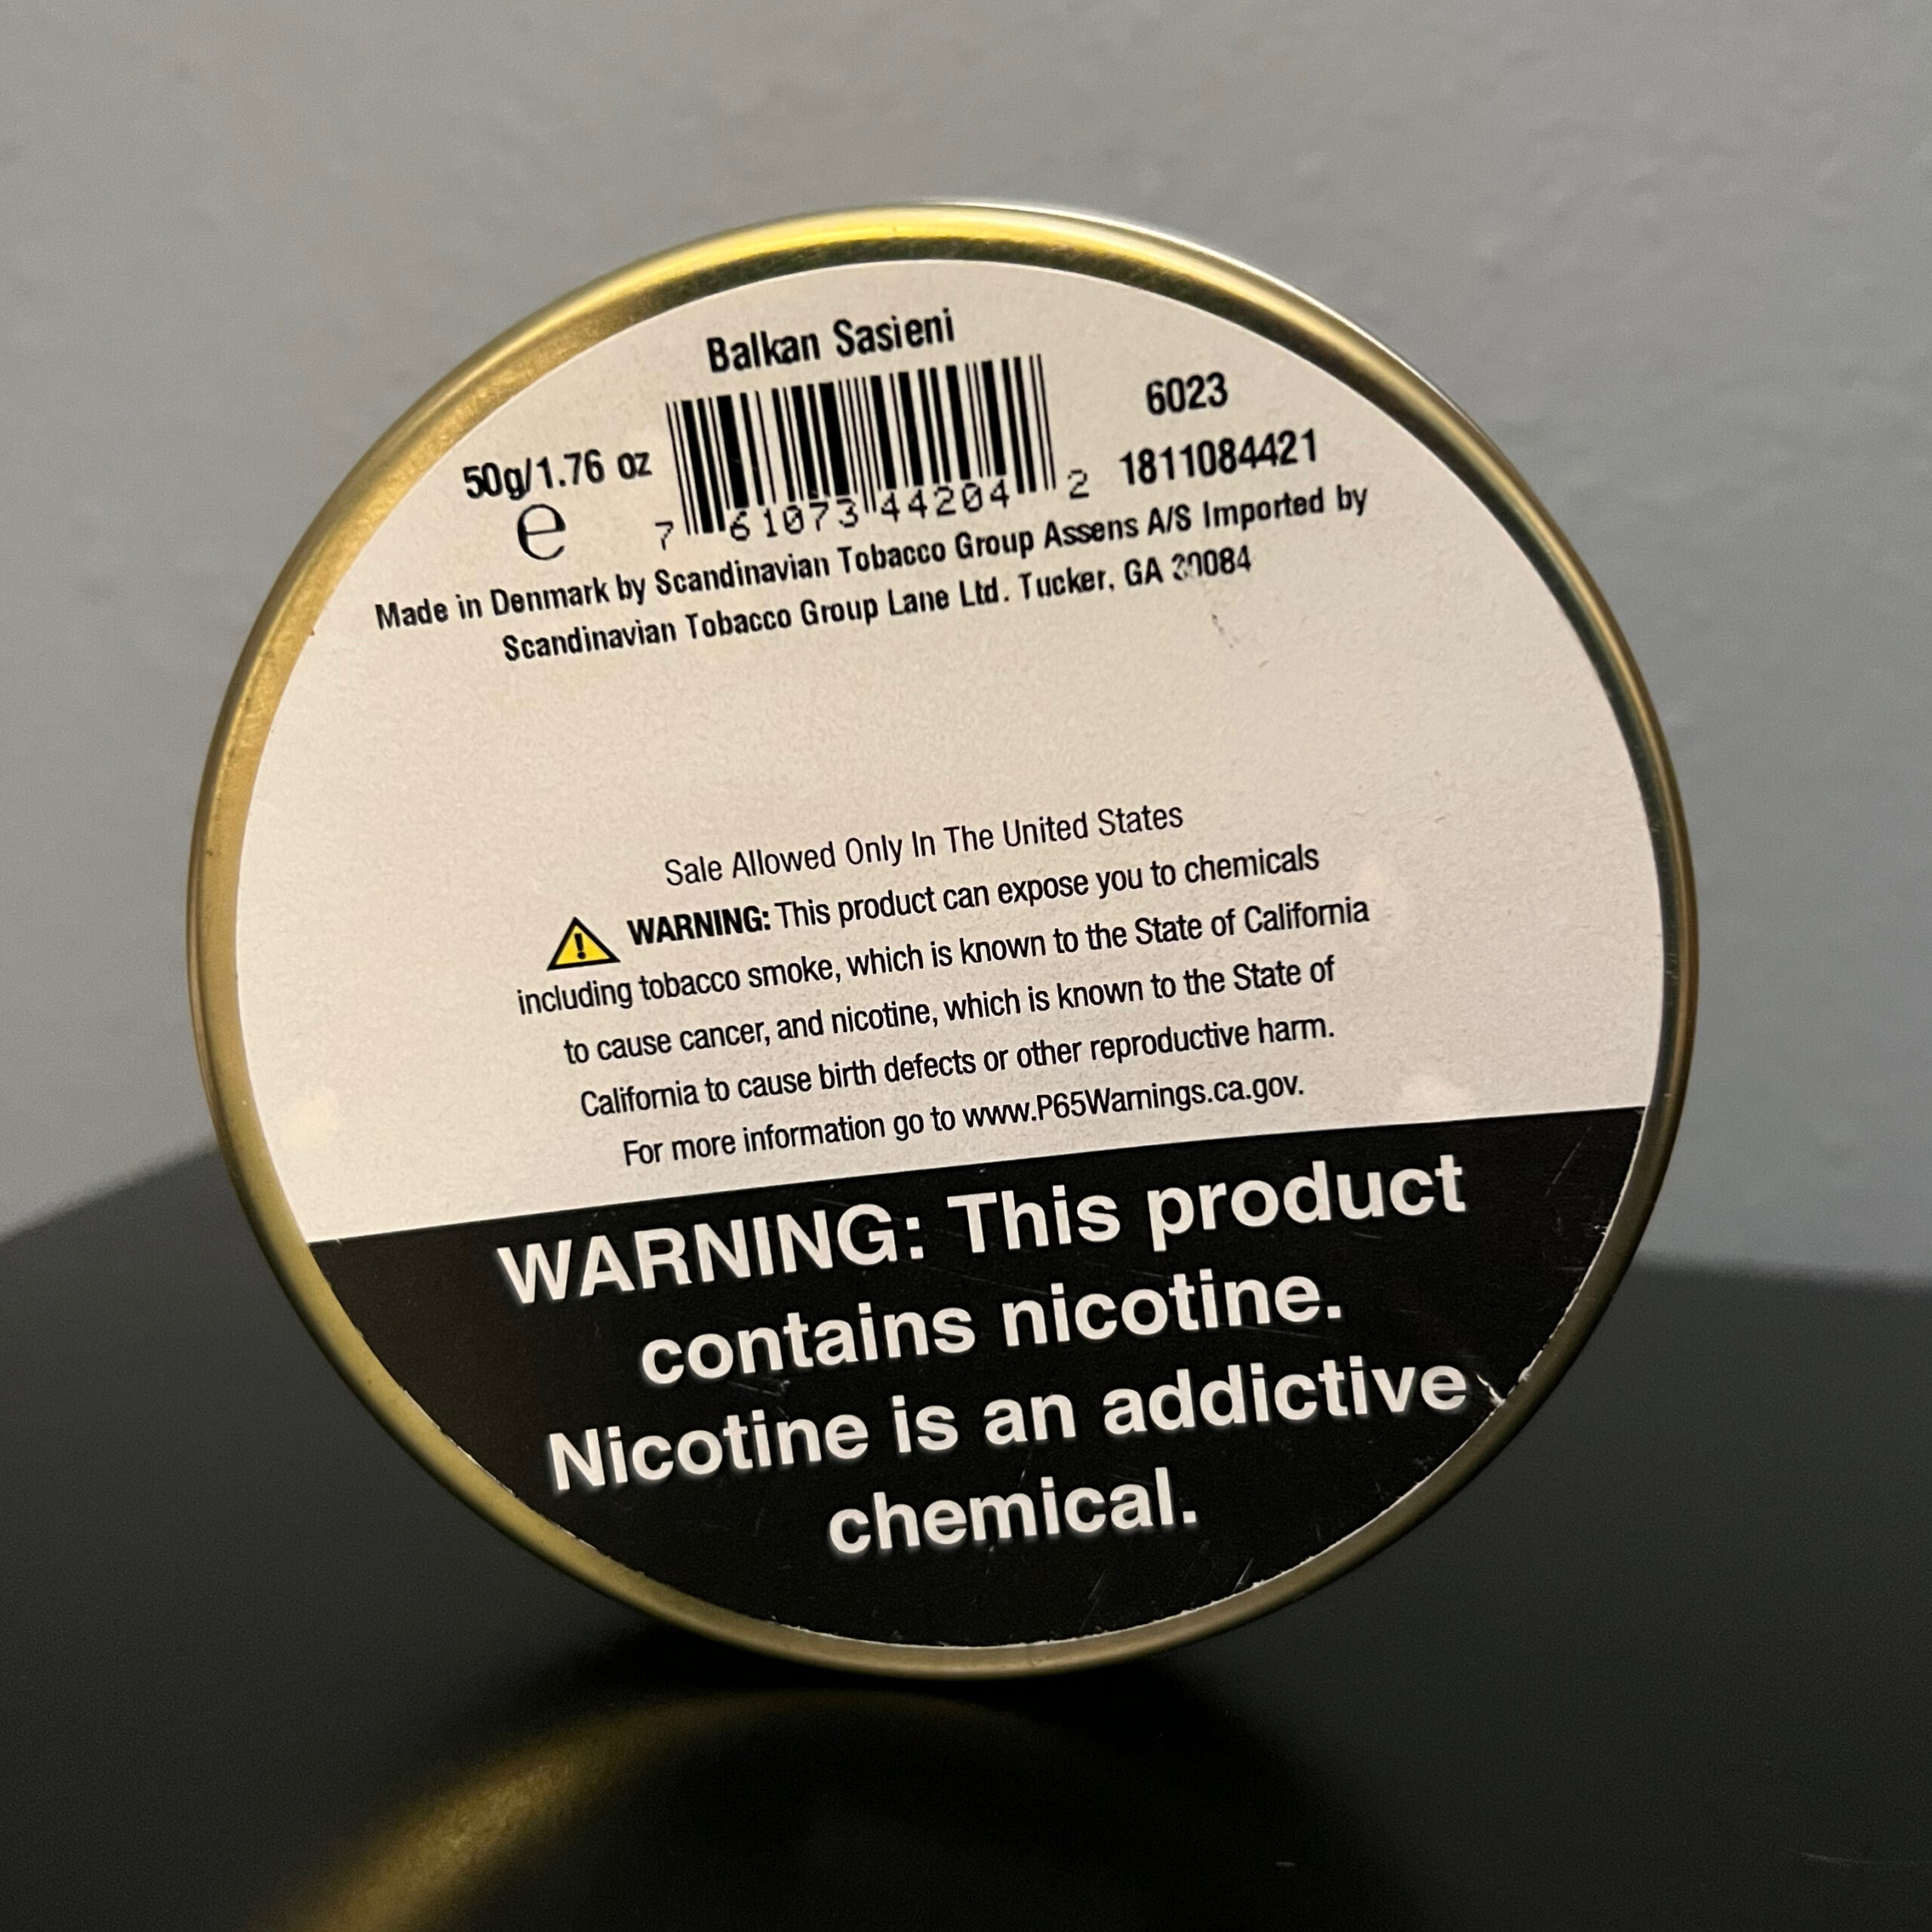 Balkan Sasieni
50g/1.76 oz
e
7 61073 44204 2
6023
1811084421
Made in Denmark by Scandinavian Tobacco Group Assens A/S Imported by
Scandinavian Tobacco Group Lane Ltd. Tucker, GA 30084
Sale Allowed Only In The United States
WARNING: This product can expose you to chemicals
including tobacco smoke, which is known to the State of California
to cause cancer, and nicotine, which is known to the State of
California to cause birth defects or other reproductive harm.
For more information go to www.P65Warnings.ca.gov.
WARNING: This product
contains nicotine.
Nicotine is an addictive
chemical.